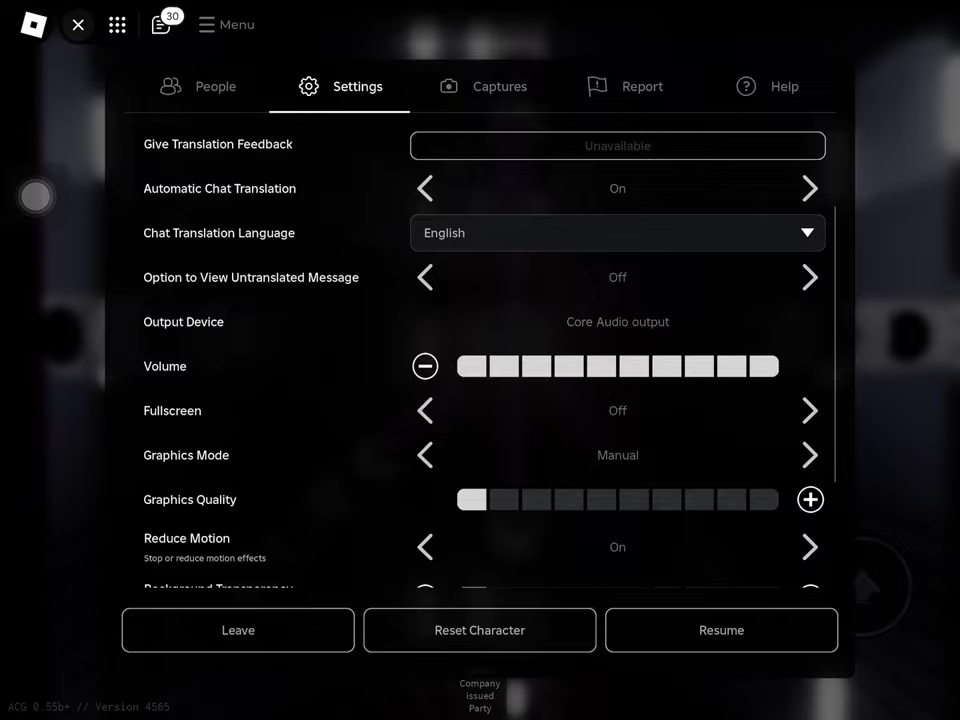 30
Menu
People
Settings
Captures
Report
Help
Give Translation Feedback
Unavailable
Automatic Chat Translation
On
Chat Translation Language
English
Option to View Untranslated Message
Off
Output Device
Core Audio output
Volume
Fullscreen
Off
Graphics Mode
Manual
Graphics Quality
Reduce Motion
On
Stop or reduce motion effects
Background Transparency
Leave
Reset Character
Resume
Company
issued
Party
ACG 0.55b+ // Version 4565